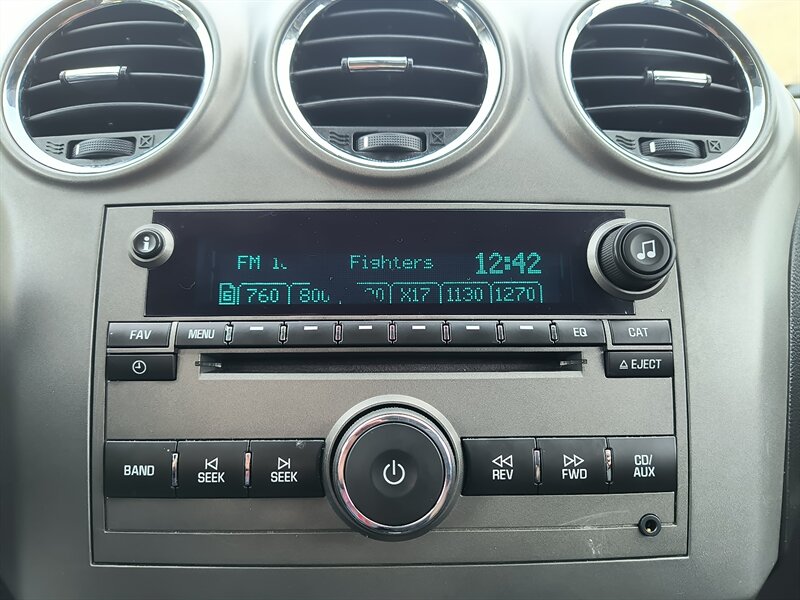 FM Fighters 12:42
6 760 X17 1130 1270
FAV MENU EQ CAT
EJECT
BAND SEEK SEEK REV FWD CD/
AUX